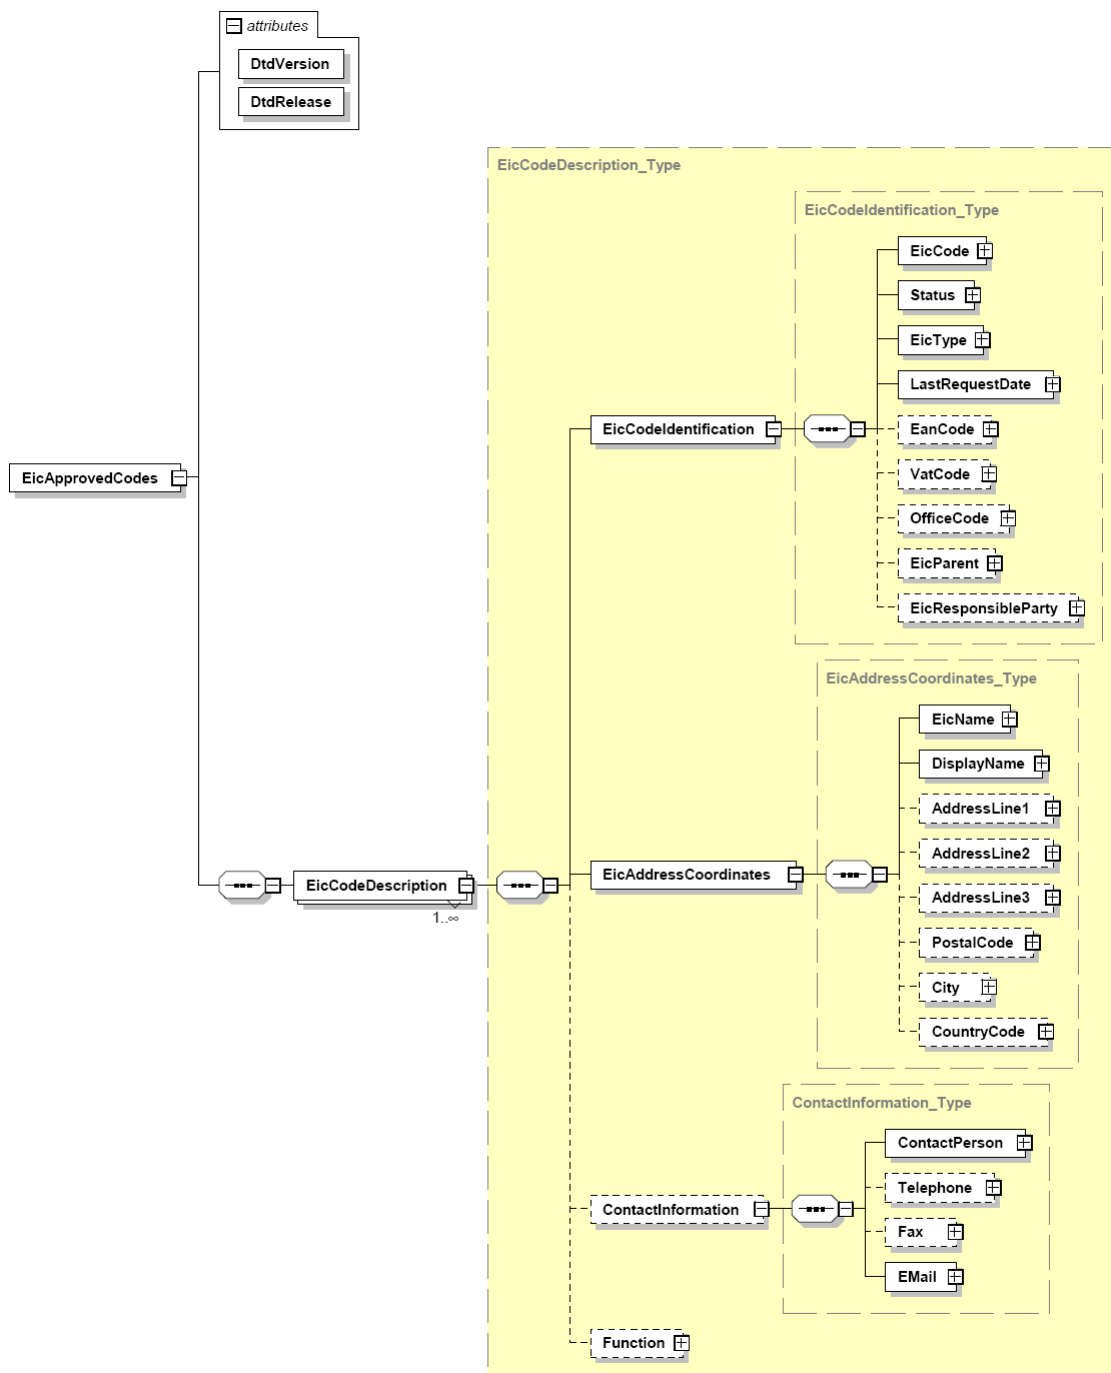 attributes
DtdVersion
DtdRelease
EicCodeDescription_Type
EicCodeIdentification_Type
EicCode
Status
EicType
LastRequestDate
EicCodeIdentification
EanCode
VatCode
EicApprovedCodes
OfficeCode
EicParent
EicResponsibleParty
EicAddressCoordinates_Type
EicName
DisplayName
AddressLine1
AddressLine2
EicCodeDescription
1..∞
EicAddressCoordinates
AddressLine3
PostalCode
City
CountryCode
ContactInformation_Type
ContactPerson
Telephone
ContactInformation
Fax
EMail
Function